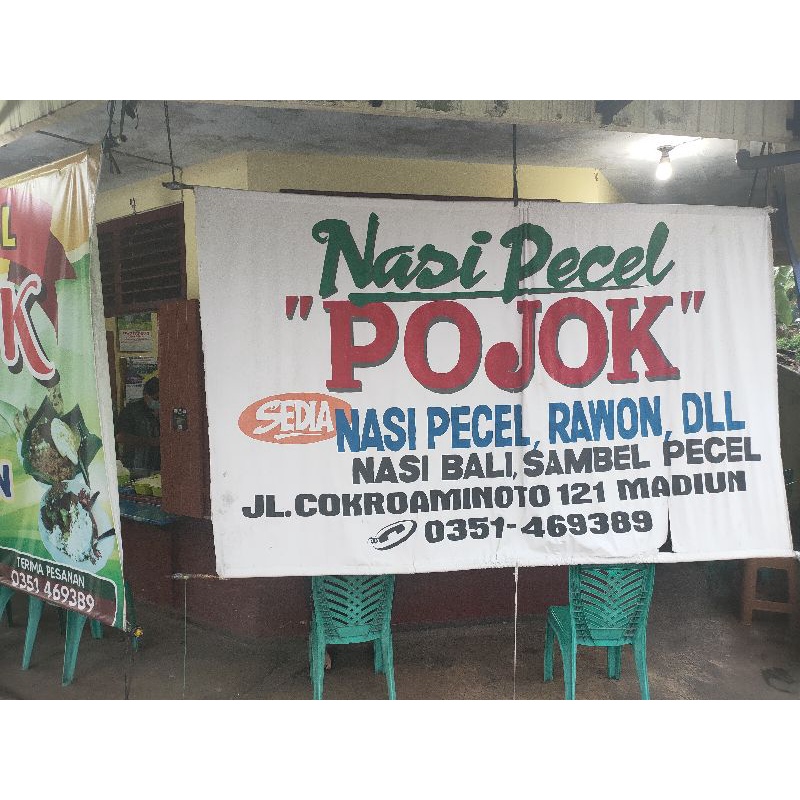 Nasi Pecel
"POJOK"
SEDIA NASI PECEL, RAWON, DLL
NASI BALI, SAMBEL PECEL
JL. COKROAMINOTO 121 MADIUN
0351-469389
L
K
N
TERIMA PESANAN
0351 469389